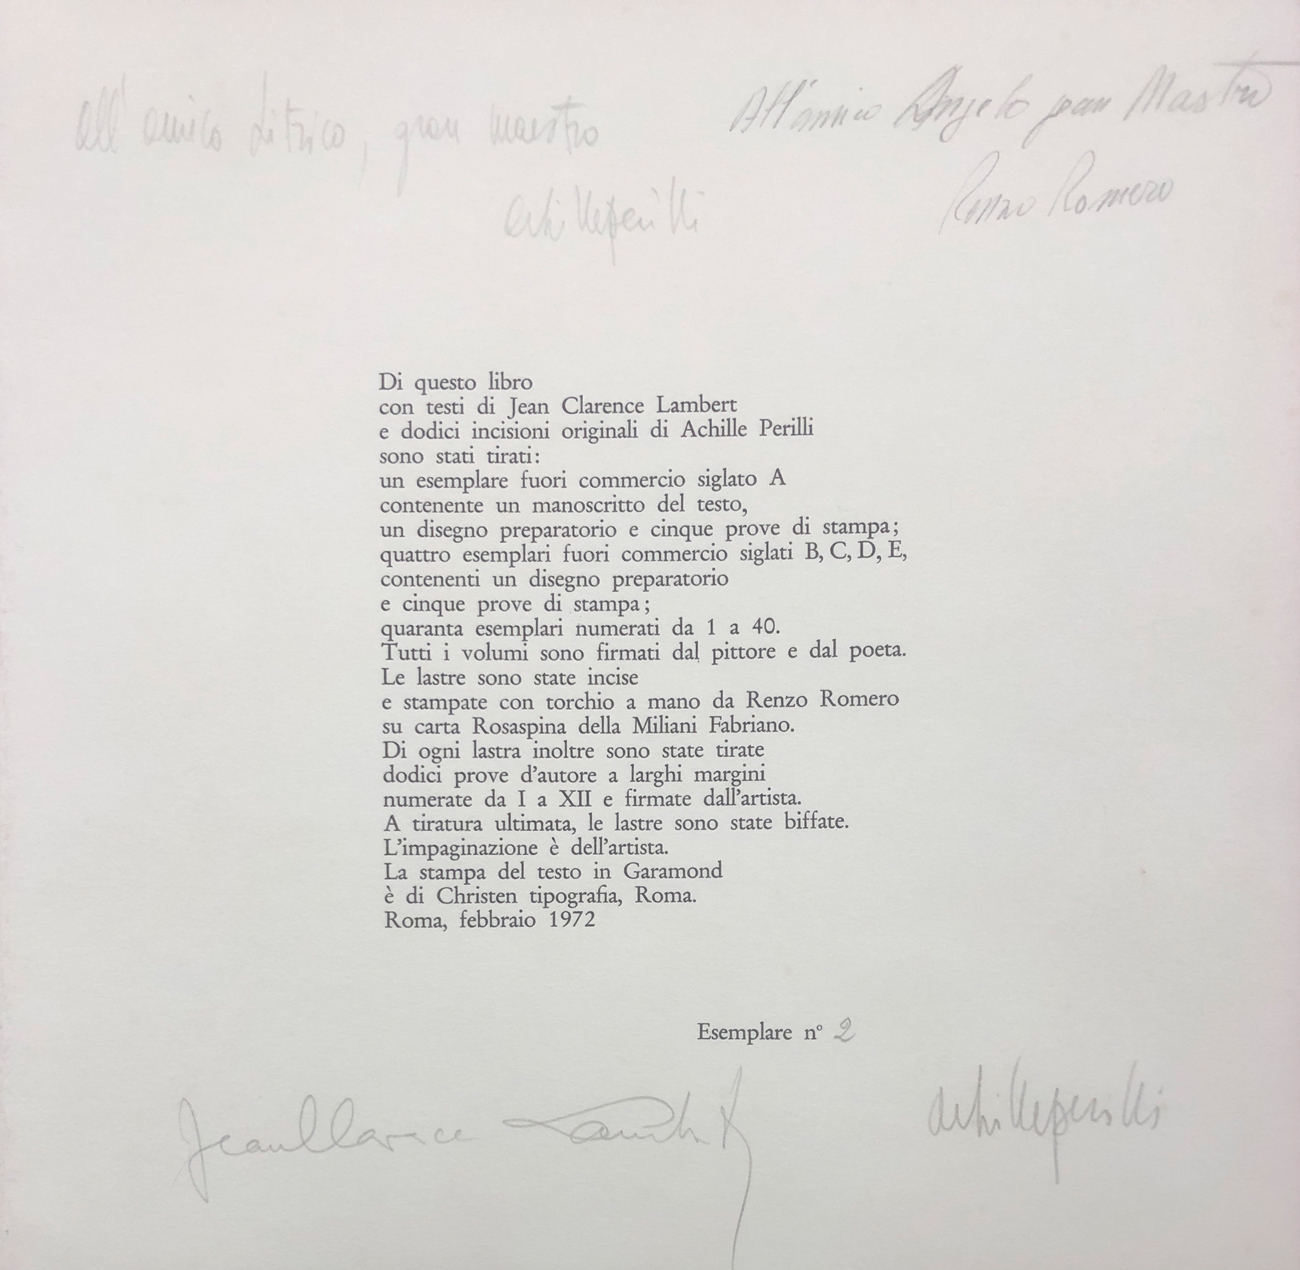 all'amico Litrico, gran maestro
achilleperilli
All'amico Angelo gran Mastro
Renzo Romero
Di questo libro
con testi di Jean Clarence Lambert
e dodici incisioni originali di Achille Perilli
sono stati tirati:
un esemplare fuori commercio siglato A
contenente un manoscritto del testo,
un disegno preparatorio e cinque prove di stampa;
quattro esemplari fuori commercio siglati B, C, D, E,
contenenti un disegno preparatorio
e cinque prove di stampa;
quaranta esemplari numerati da 1 a 40.
Tutti i volumi sono firmati dal pittore e dal poeta.
Le lastre sono state incise
e stampate con torchio a mano da Renzo Romero
su carta Rosaspina della Miliani Fabriano.
Di ogni lastra inoltre sono state tirate
dodici prove d'autore a larghi margini
numerate da I a XII e firmate dall'artista.
A tiratura ultimata, le lastre sono state biffate.
L'impaginazione è dell'artista.
La stampa del testo in Garamond
è di Christen tipografia, Roma.
Roma, febbraio 1972
Esemplare n° 2
Jean Clarence Lambert
achilleperilli